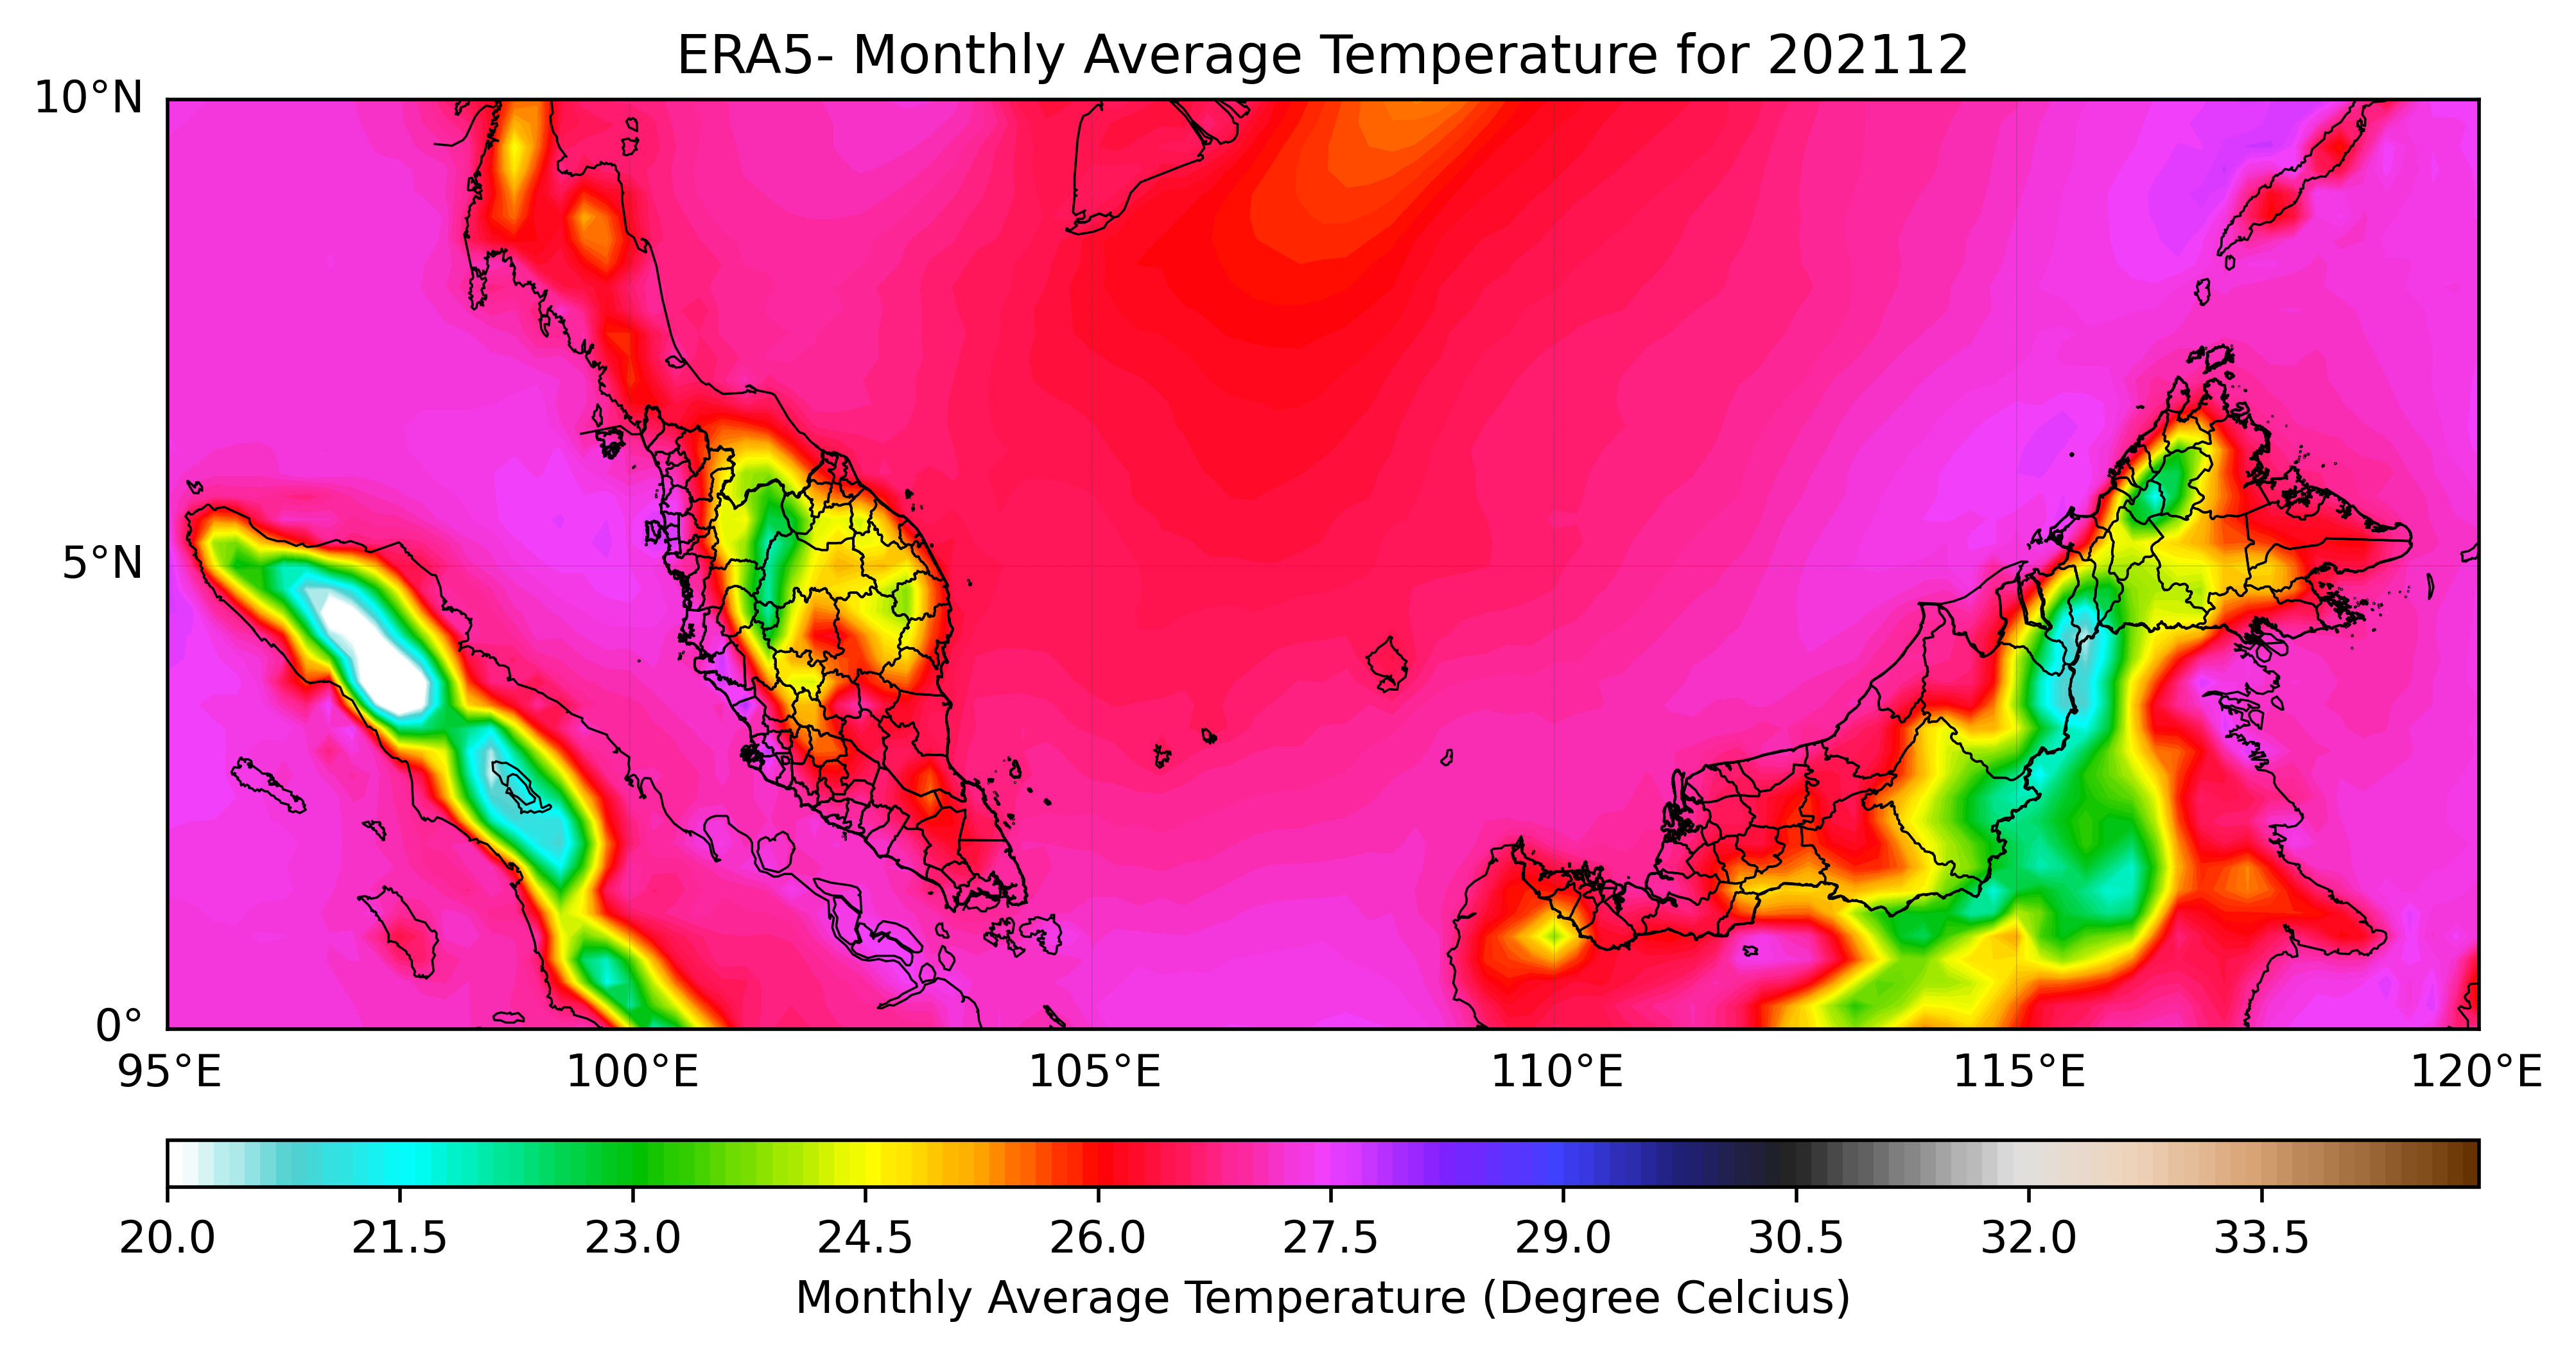 ERA5- Monthly Average Temperature for 202112
10°N
5°N
0°
95°E 100°E 105°E 110°E 115°E 120°E
20.0 21.5 23.0 24.5 26.0 27.5 29.0 30.5 32.0 33.5
Monthly Average Temperature (Degree Celcius)